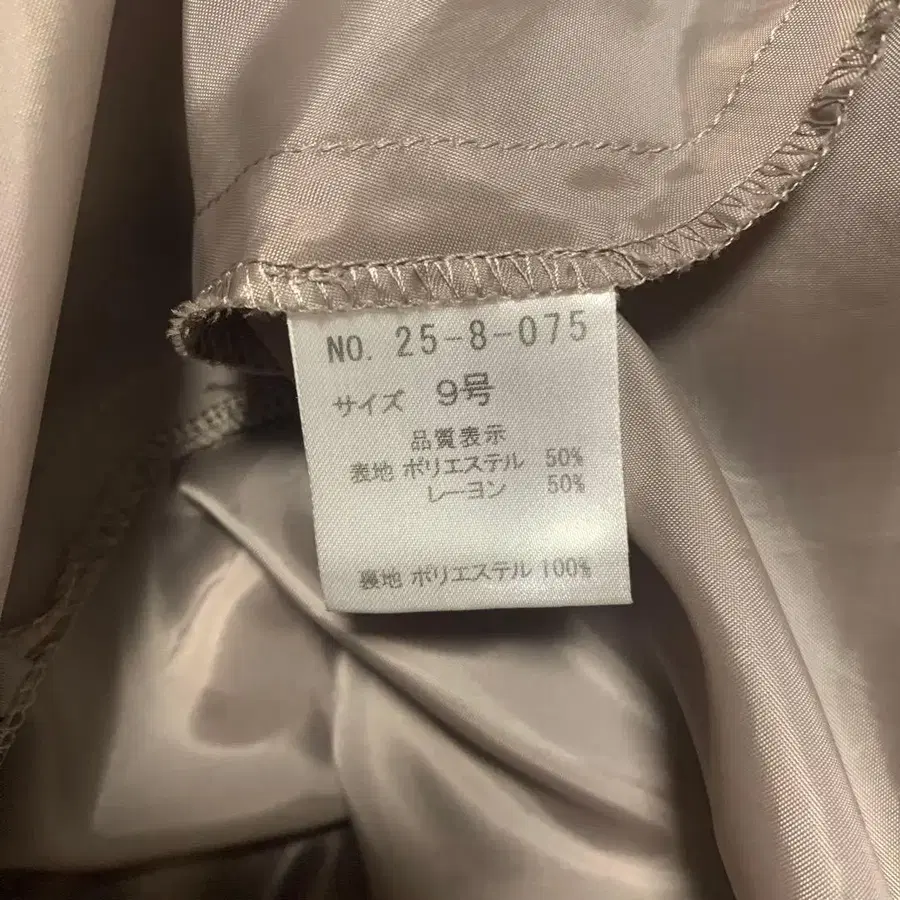 NO. 25-8-075
サイズ 9号
品質表示
表地 ポリエステル 50%
レーヨン 50%
裏地 ポリエステル 100%